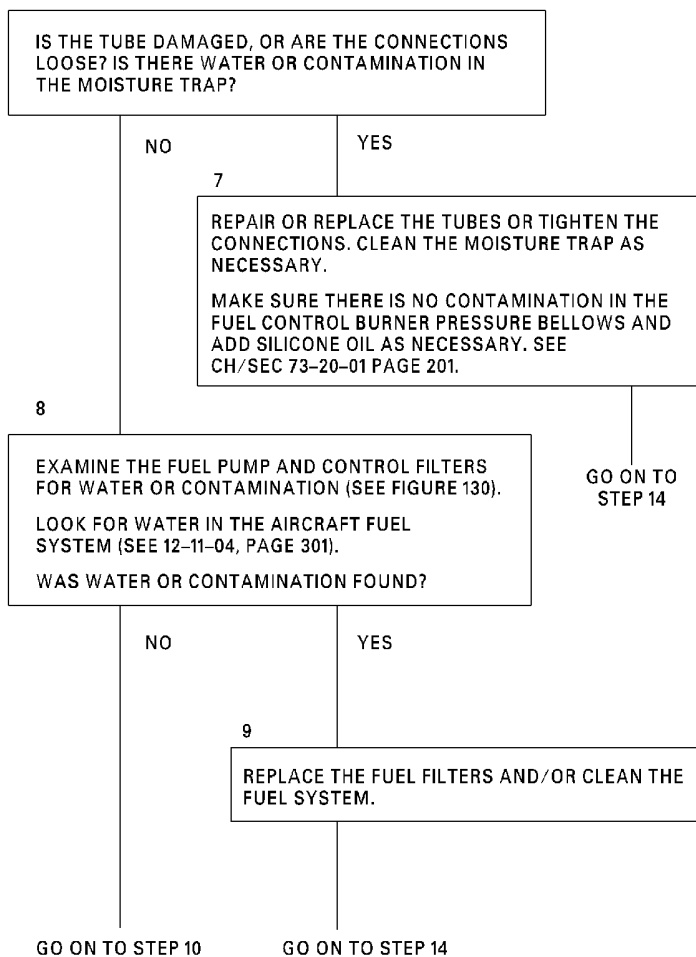 IS THE TUBE DAMAGED, OR ARE THE CONNECTIONS
LOOSE? IS THERE WATER OR CONTAMINATION IN
THE MOISTURE TRAP?
NO
YES
7
REPAIR OR REPLACE THE TUBES OR TIGHTEN THE
CONNECTIONS. CLEAN THE MOISTURE TRAP AS
NECESSARY.
MAKE SURE THERE IS NO CONTAMINATION IN THE
FUEL CONTROL BURNER PRESSURE BELLOWS AND
ADD SILICONE OIL AS NECESSARY. SEE
CH/SEC 73–20–01 PAGE 201.
8
EXAMINE THE FUEL PUMP AND CONTROL FILTERS
FOR WATER OR CONTAMINATION (SEE FIGURE 130).
LOOK FOR WATER IN THE AIRCRAFT FUEL
SYSTEM (SEE 12–11–04, PAGE 301).
WAS WATER OR CONTAMINATION FOUND?
GO ON TO
STEP 14
NO
YES
9
REPLACE THE FUEL FILTERS AND/OR CLEAN THE
FUEL SYSTEM.
GO ON TO STEP 10
GO ON TO STEP 14